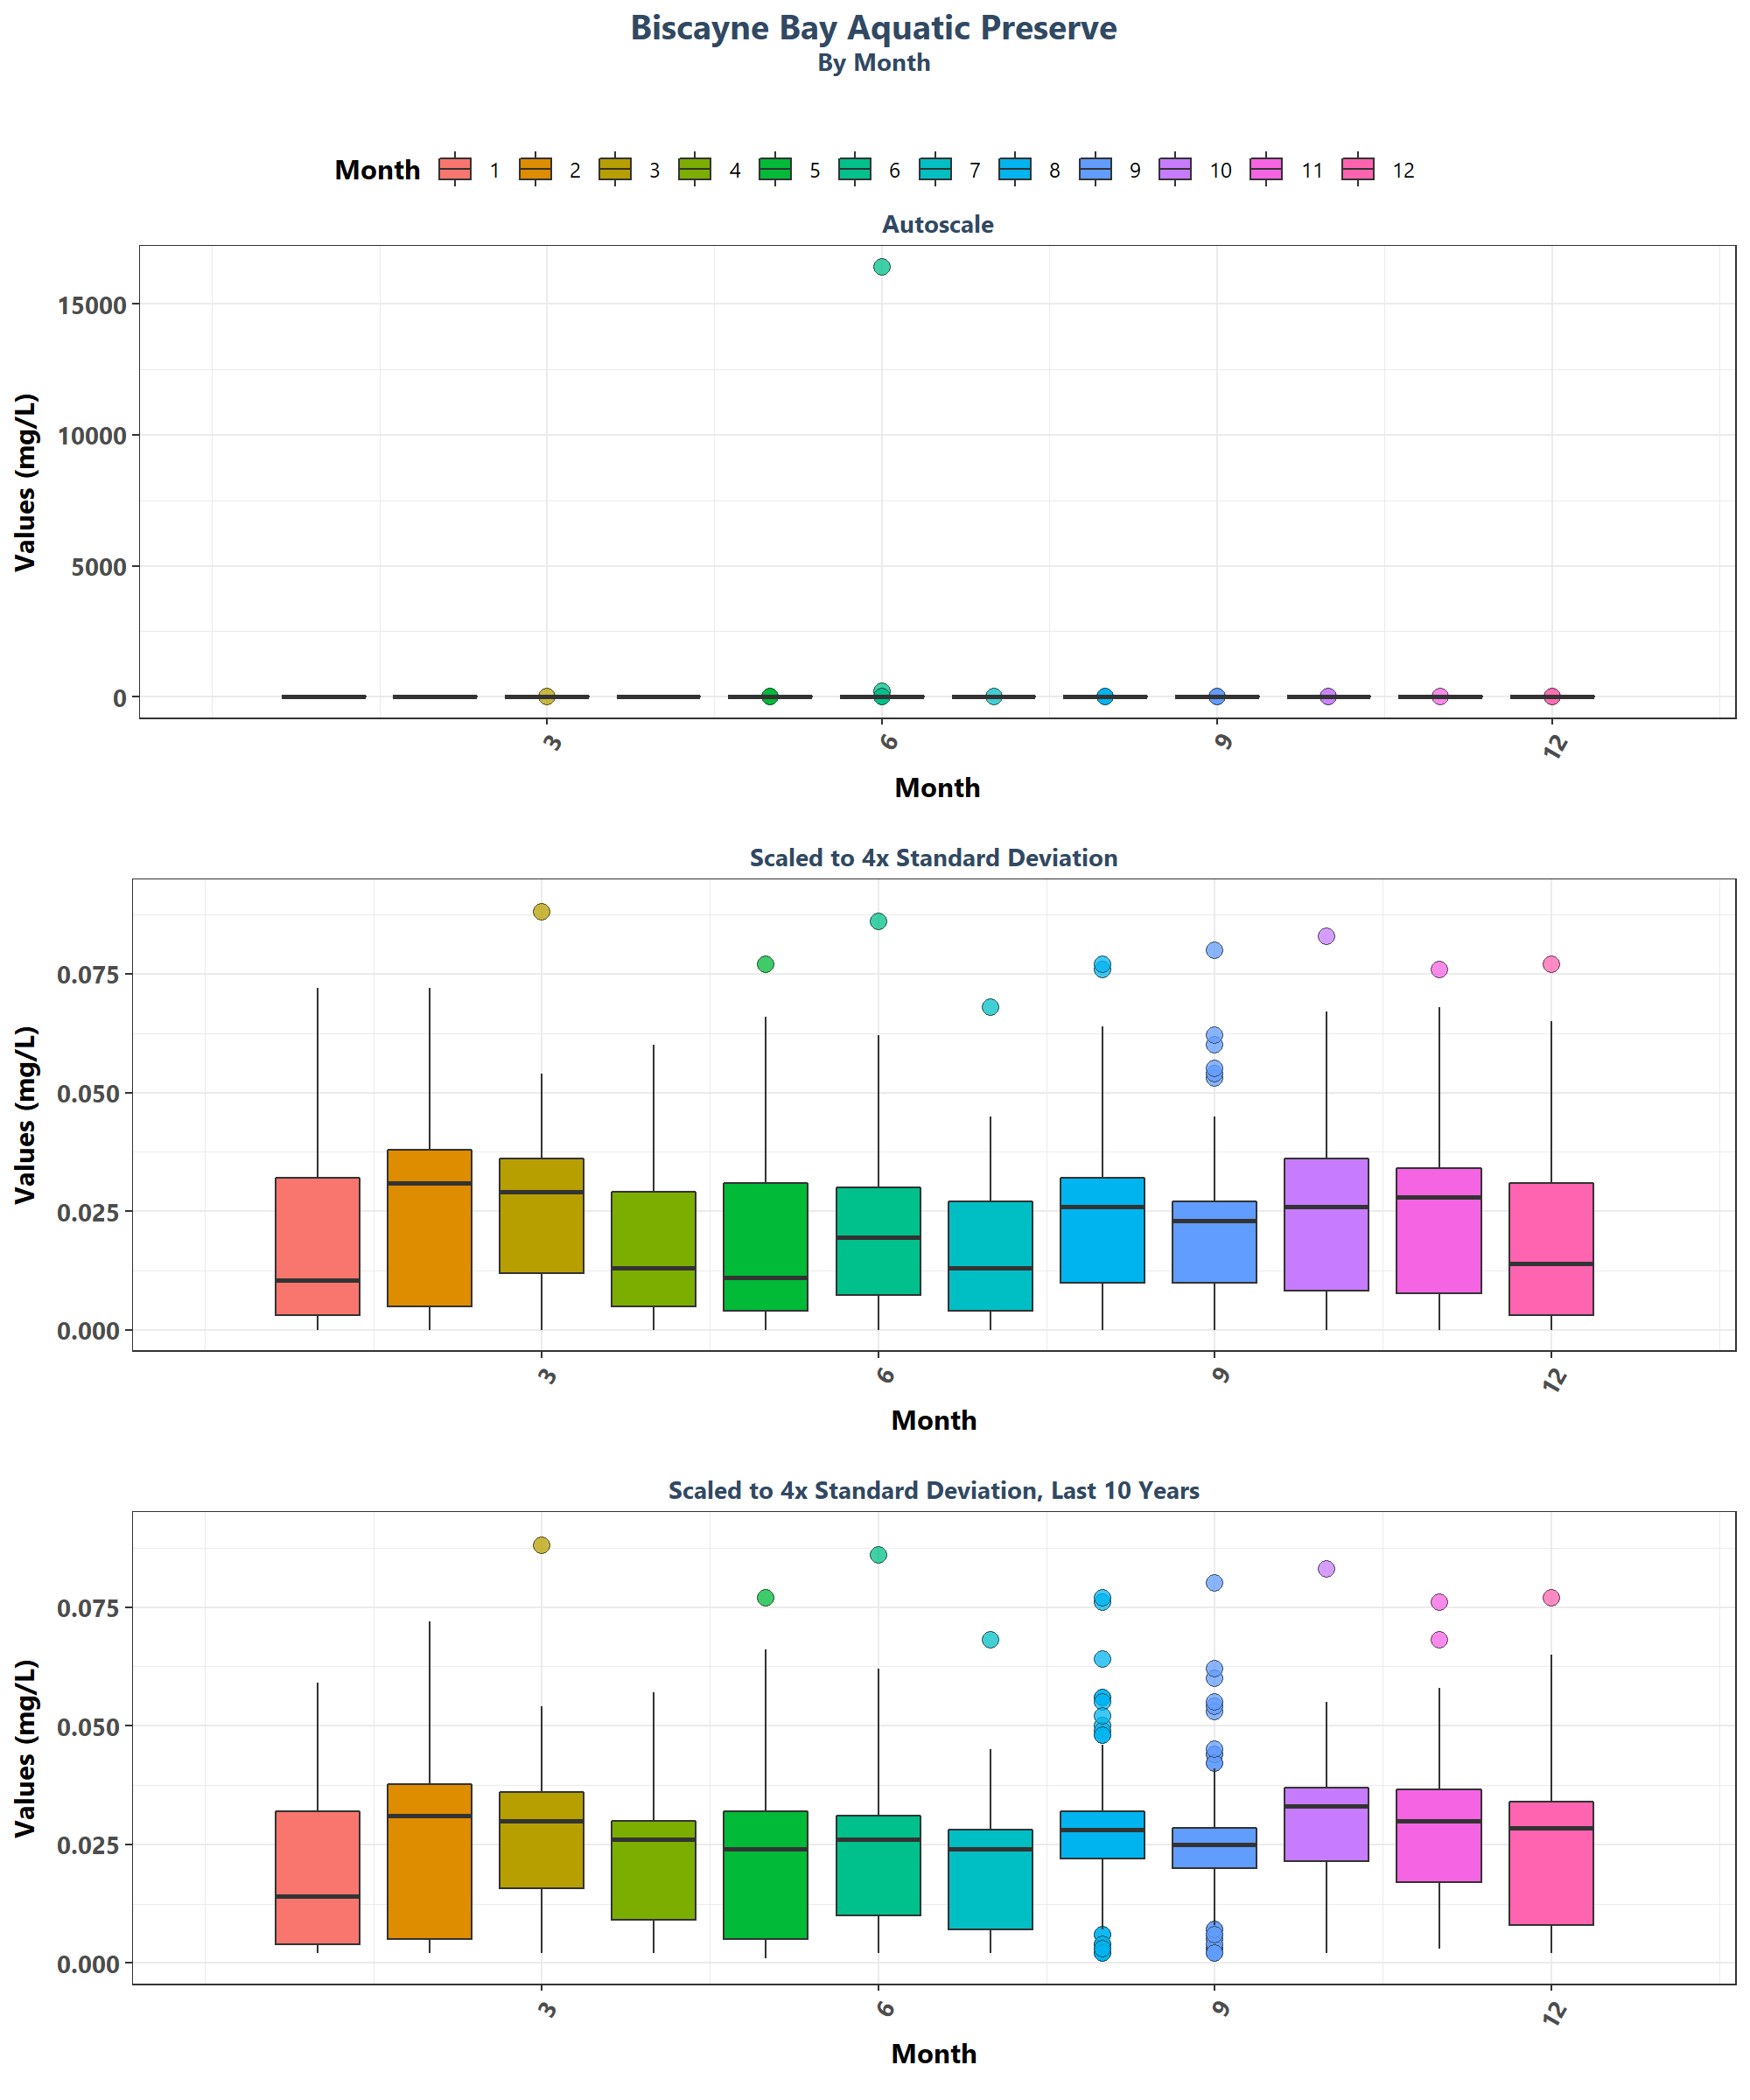 Biscayne Bay Aquatic Preserve
By Month
Month 1 2 3 4 5 6 7 8 9 10 11 12
Autoscale
Values (mg/L)
15000
10000
5000
0
3 6 9 12
Month
Scaled to 4x Standard Deviation
Values (mg/L)
0.075
0.050
0.025
0.000
3 6 9 12
Month
Scaled to 4x Standard Deviation, Last 10 Years
Values (mg/L)
0.075
0.050
0.025
0.000
3 6 9 12
Month